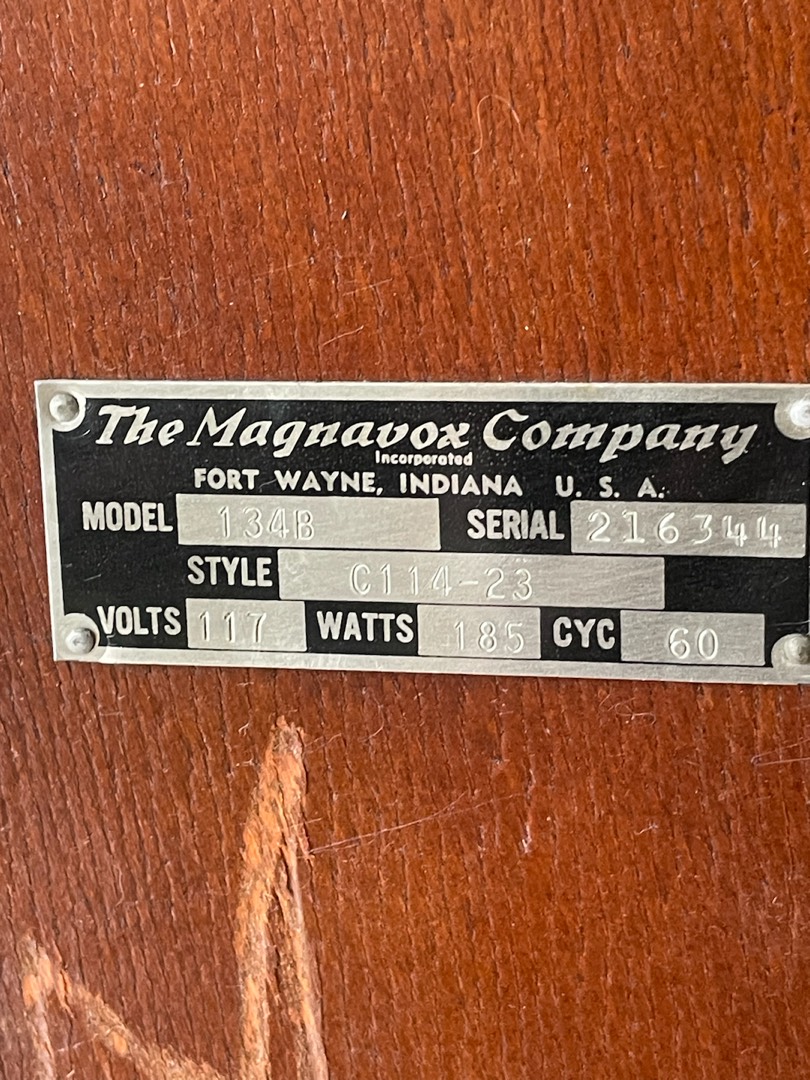 The Magnavox Company
Incorporated
FORT WAYNE, INDIANA U. S. A.
MODEL 134B SERIAL 216344
STYLE C114-23
VOLTS 117 WATTS 185 CYC 60